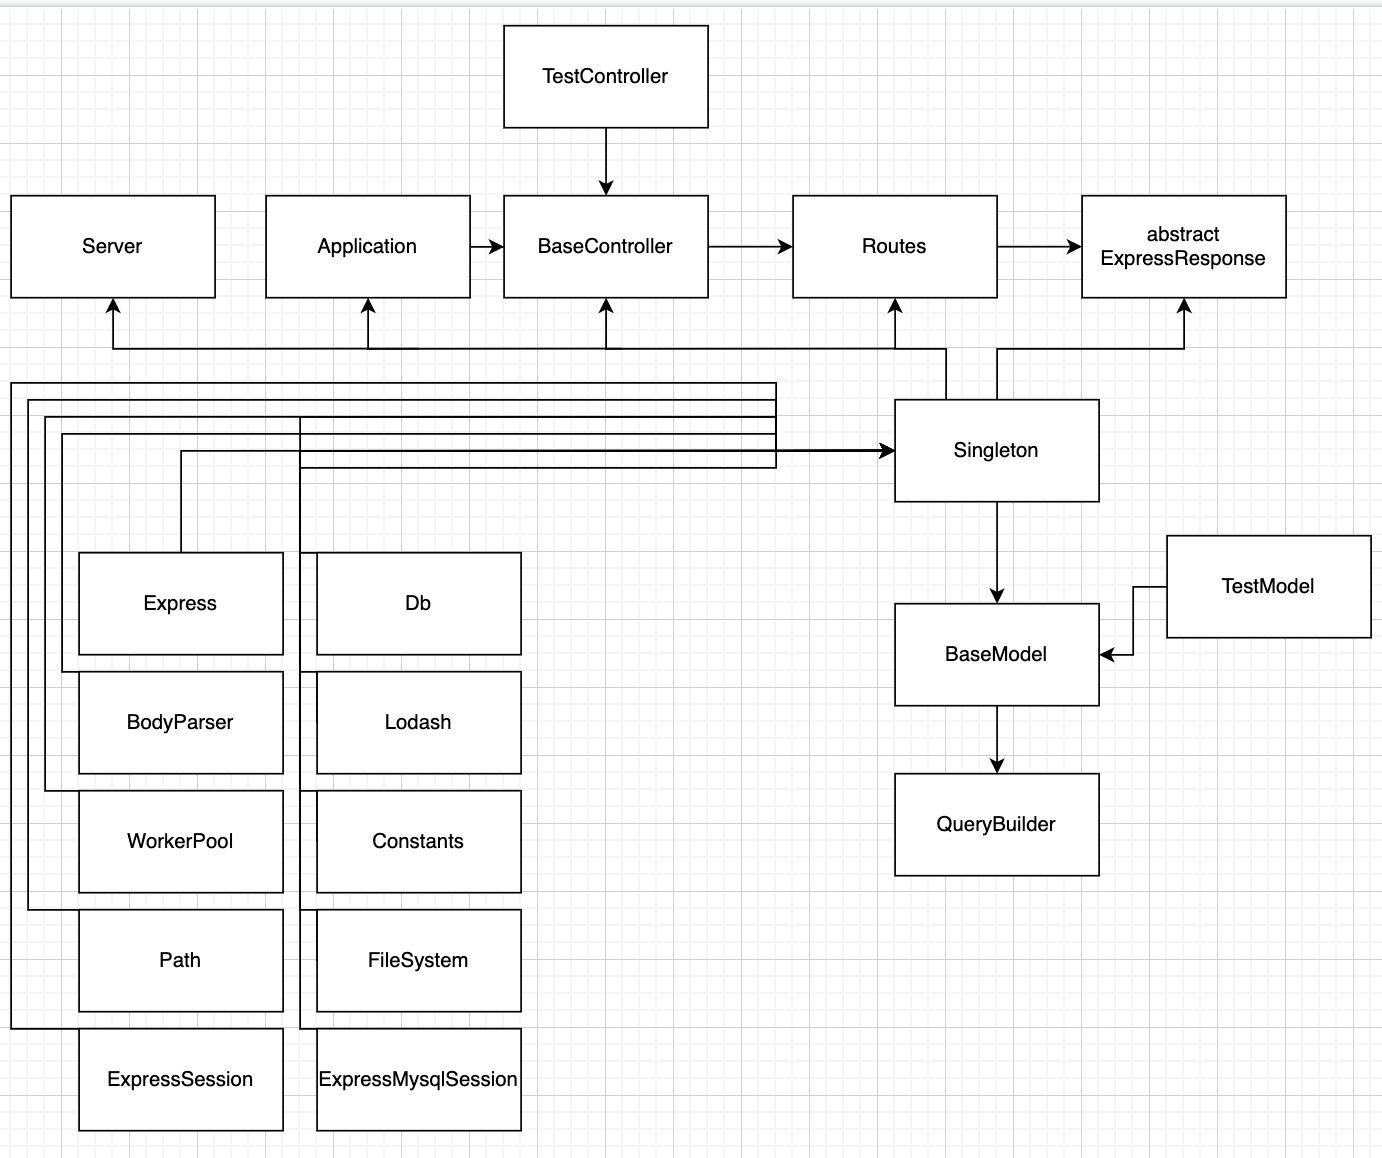 TestController
Server
Application
BaseController
Routes
abstract
ExpressResponse
Singleton
Express
Db
TestModel
BaseModel
BodyParser
Lodash
WorkerPool
Constants
QueryBuilder
Path
FileSystem
ExpressSession
ExpressMysqlSession